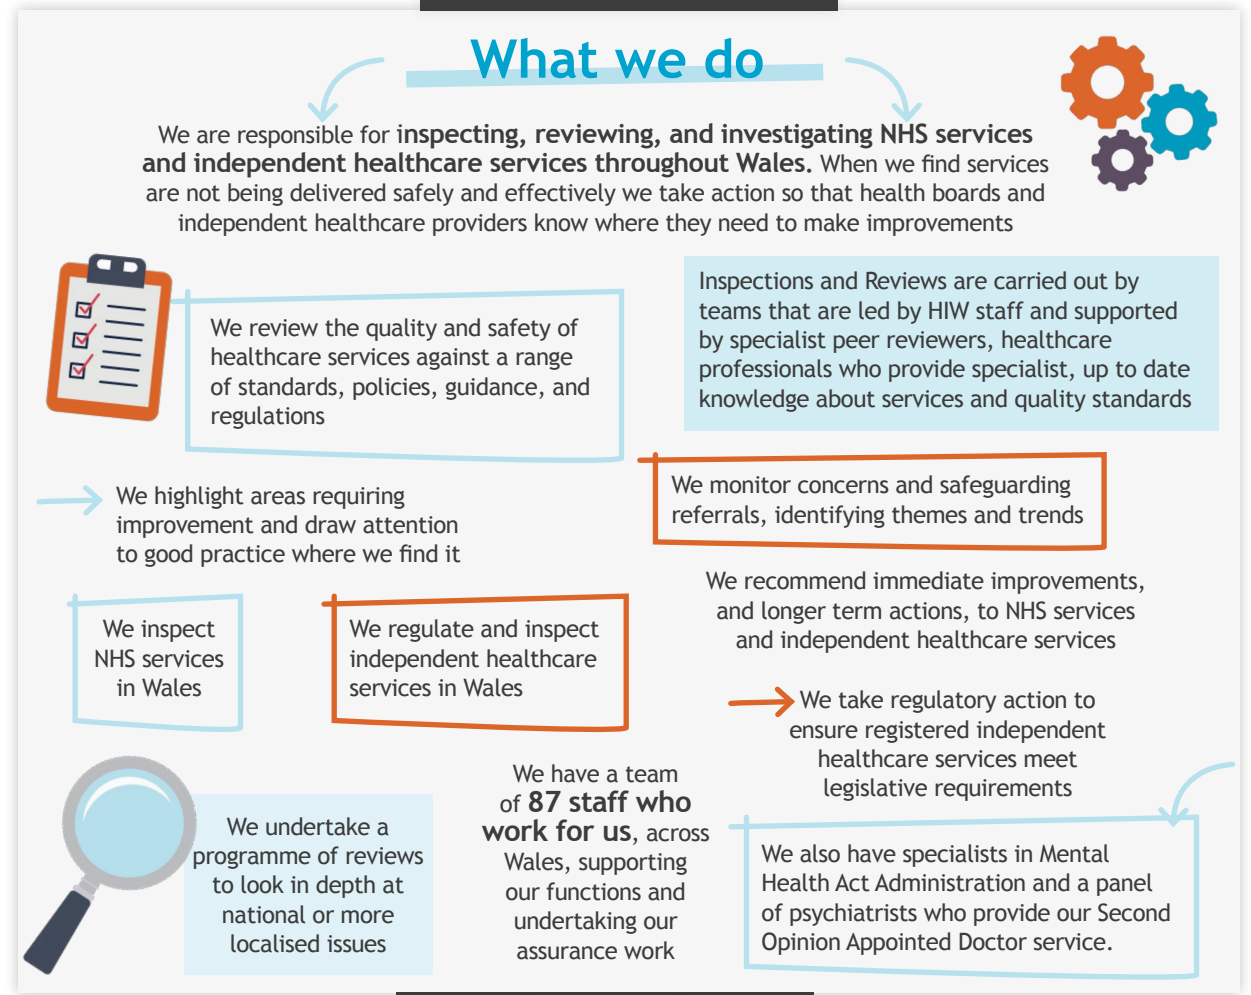 What we do
We are responsible for inspecting, reviewing, and investigating NHS services
and independent healthcare services throughout Wales. When we find services
are not being delivered safely and effectively we take action so that health boards and
independent healthcare providers know where they need to make improvements
We review the quality and safety of
healthcare services against a range
of standards, policies, guidance, and
regulations
Inspections and Reviews are carried out by
teams that are led by HIW staff and supported
by specialist peer reviewers, healthcare
professionals who provide specialist, up to date
knowledge about services and quality standards
We highlight areas requiring
improvement and draw attention
to good practice where we find it
We monitor concerns and safeguarding
referrals, identifying themes and trends
We recommend immediate improvements,
and longer term actions, to NHS services
and independent healthcare services
We inspect
NHS services
in Wales
We regulate and inspect
independent healthcare
services in Wales
We take regulatory action to
ensure registered independent
healthcare services meet
legislative requirements
We undertake a
programme of reviews
to look in depth at
national or more
localised issues
We have a team
of 87 staff who
work for us, across
Wales, supporting
our functions and
undertaking our
assurance work
We also have specialists in Mental
Health Act Administration and a panel
of psychiatrists who provide our Second
Opinion Appointed Doctor service.